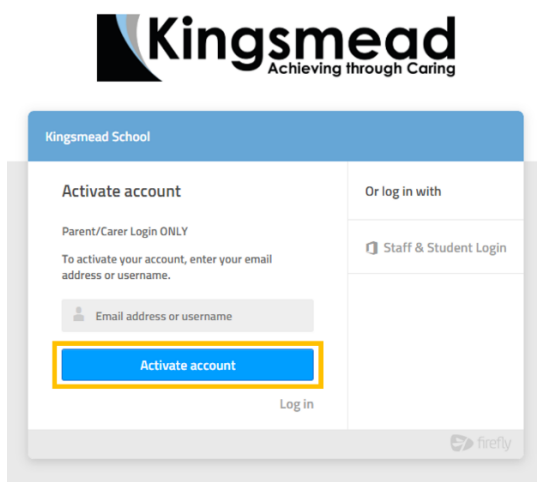 Kingsmead
Achieving through Caring
Kingsmead School
Activate account
Parent/Carer Login ONLY
To activate your account, enter your email
address or username.
Email address or username
Activate account
Log in
Or log in with
Staff & Student Login
firefly